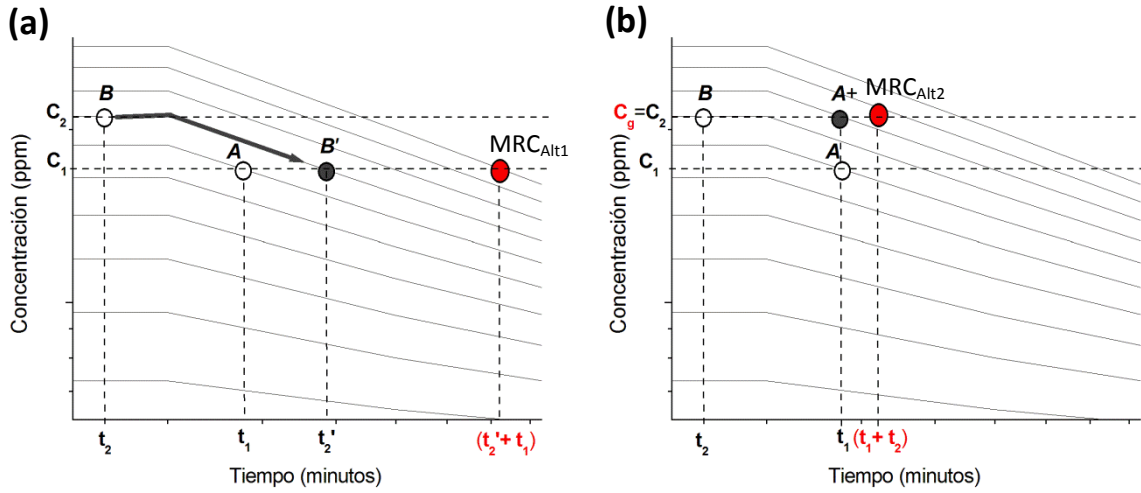 (a)
Concentración (ppm)
C2
C1
B
A
B'
MRCAlt1
t2
t1
t2'
(t2'+ t1)
Tiempo (minutos)
(b)
Concentración (ppm)
Cg=C2
C1
B
A+
MRCAlt2
A
t2
t1
(t1+ t2)
Tiempo (minutos)